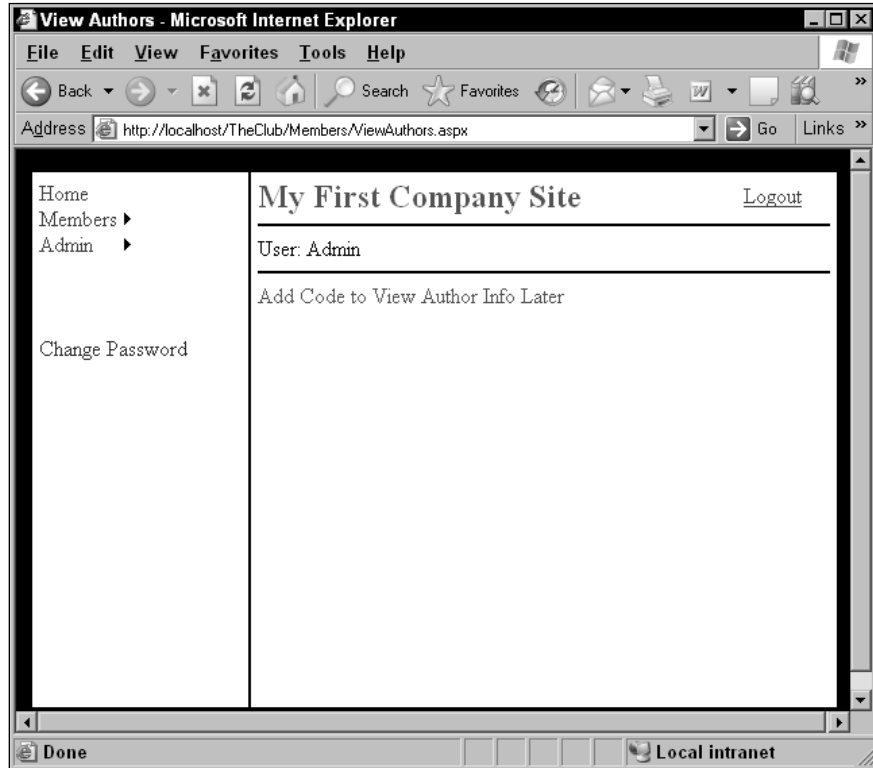 View Authors - Microsoft Internet Explorer
File Edit View Favorites Tools Help
Back Search Favorites W »
Address http://localhost/TheClub/Members/ViewAuthors.aspx Go Links »
Home
Members
Admin
Change Password
My First Company Site Logout
User: Admin
Add Code to View Author Info Later
Done Local intranet